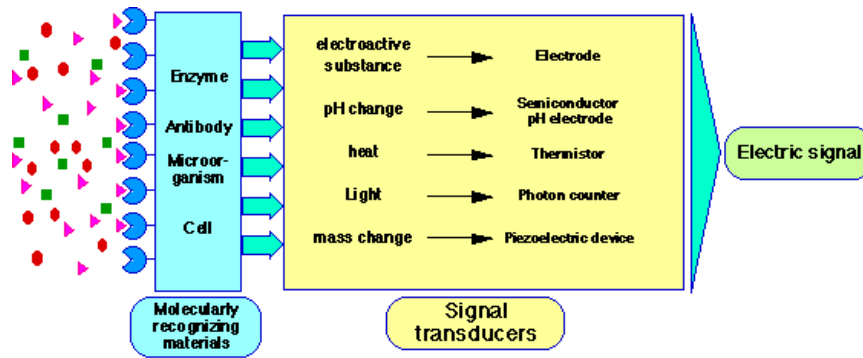 Enzyme
Antibody
Microor-
ganism
Cell
Molecularly
recognizing
materials
electroactive
substance
Electrode
pH change
Semiconductor
pH electrode
heat
Thermistor
Light
Photon counter
mass change
Piezoelectric device
Signal
transducers
Electric signal